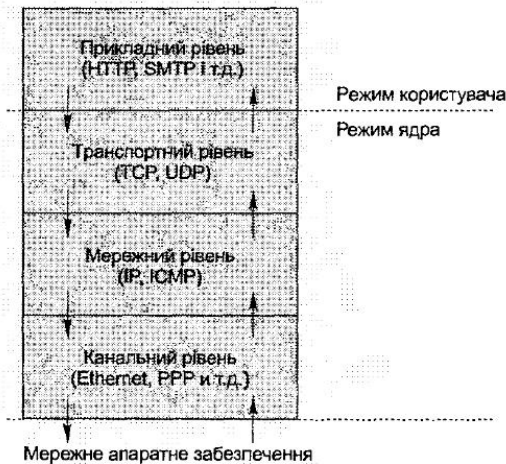 Прикладний рівень
(HTTP, SMTP і т.д.)
Режим користувача
Режим ядра
Транспортний рівень
(TCP, UDP)
Мережний рівень
(IP, ICMP)
Канальний рівень
(Ethernet, PPP и т.д.)
Мережне апаратне забезпечення